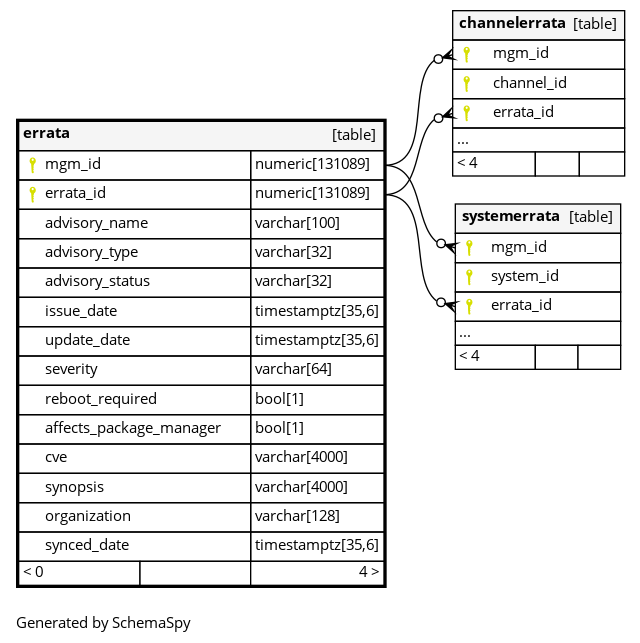 channelerrata [table]
mgm_id
channel_id
errata_id
...
< 4
errata [table]
mgm_id numeric[131089]
errata_id numeric[131089]
advisory_name varchar[100]
advisory_type varchar[32]
advisory_status varchar[32]
issue_date timestamptz[35,6]
update_date timestamptz[35,6]
severity varchar[64]
reboot_required bool[1]
affects_package_manager bool[1]
cve varchar[4000]
synopsis varchar[4000]
organization varchar[128]
synced_date timestamptz[35,6]
< 0 4 >
systemerrata [table]
mgm_id
system_id
errata_id
...
< 4
Generated by SchemaSpy